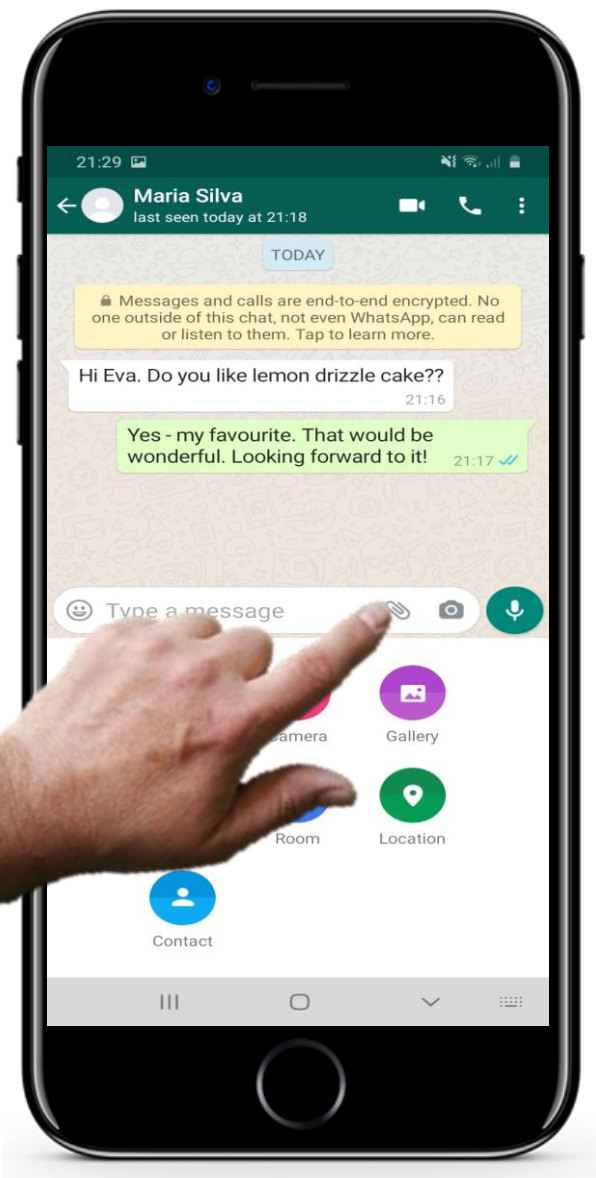 21:29
Maria Silva
last seen today at 21:18
TODAY
Messages and calls are end-to-end encrypted. No
one outside of this chat, not even WhatsApp, can read
or listen to them. Tap to learn more.
Hi Eva. Do you like lemon drizzle cake??
21:16
Yes - my favourite. That would be
wonderful. Looking forward to it!
21:17
Type a message
Gallery
Room
Location
Contact